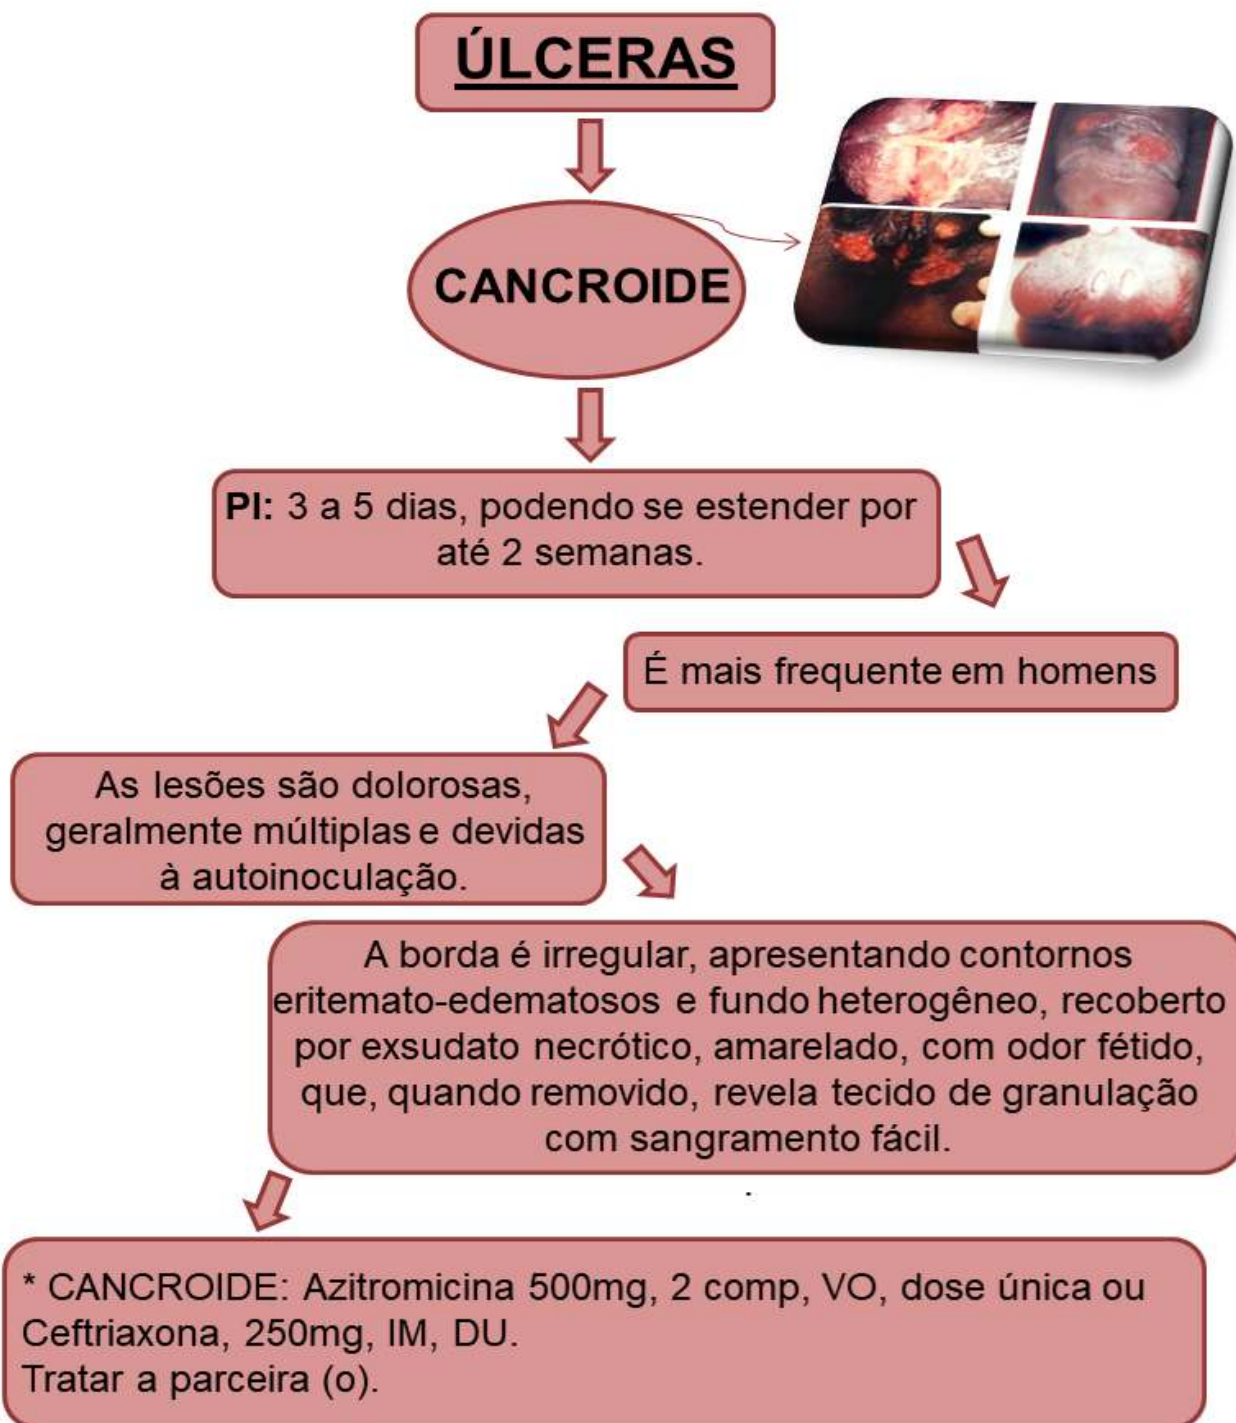 ÚLCERAS
CANCROIDE
PI: 3 a 5 dias, podendo se estender por
até 2 semanas.
É mais frequente em homens
As lesões são dolorosas,
geralmente múltiplas e devidas
à autoinoculação.
A borda é irregular, apresentando contornos
eritemato-edematosos e fundo heterogêneo, recoberto
por exsudato necrótico, amarelado, com odor fétido,
que, quando removido, revela tecido de granulação
com sangramento fácil.
.
* CANCROIDE: Azitromicina 500mg, 2 comp, VO, dose única ou
Ceftriaxona, 250mg, IM, DU.
Tratar a parceira (o).